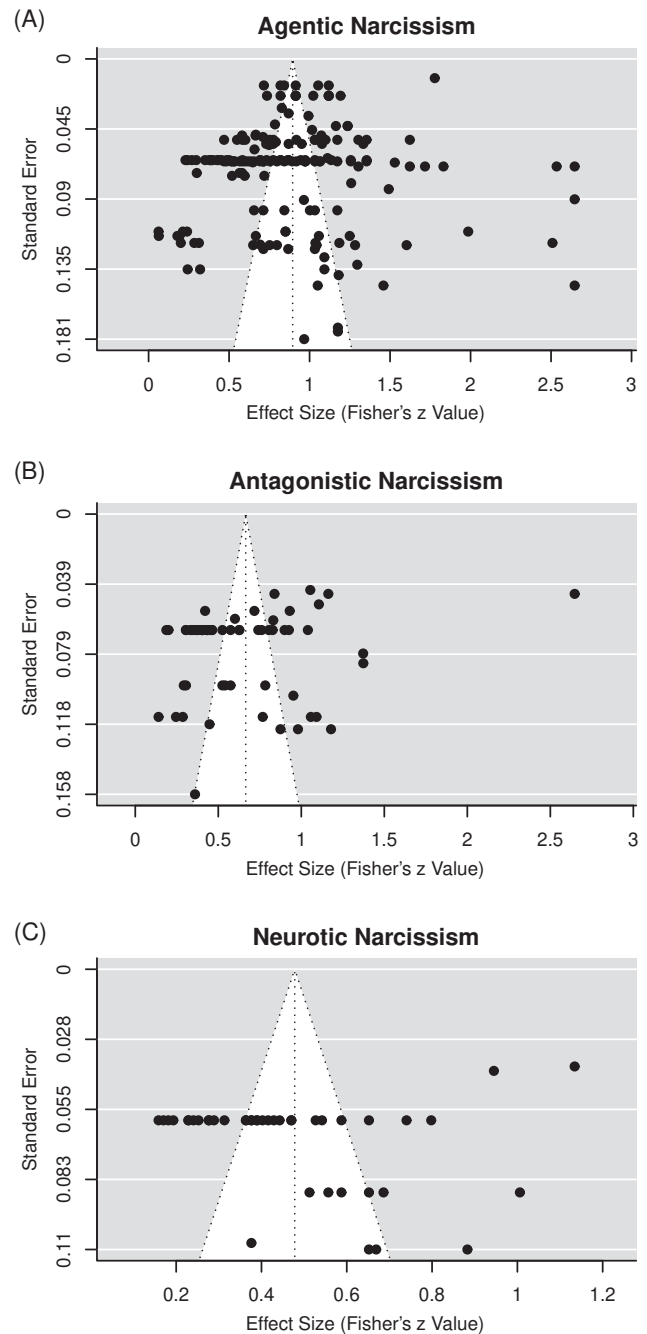 (A)
Agentic Narcissism
Standard Error
0
0.045
0.09
0.135
0.181
0 0.5 1 1.5 2 2.5 3
Effect Size (Fisher's z Value)
(B)
Antagonistic Narcissism
Standard Error
0
0.039
0.079
0.118
0.158
0 0.5 1 1.5 2 2.5 3
Effect Size (Fisher's z Value)
(C)
Neurotic Narcissism
Standard Error
0
0.028
0.055
0.083
0.11
0.2 0.4 0.6 0.8 1 1.2
Effect Size (Fisher's z Value)